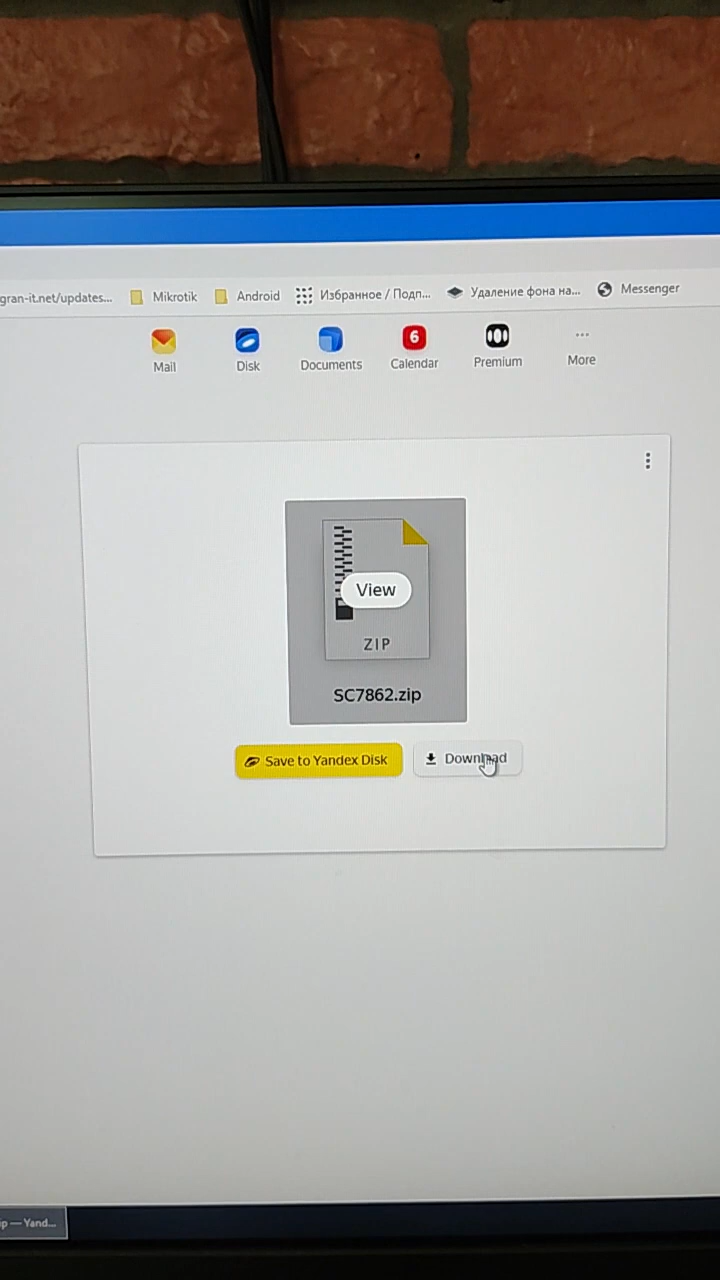 gran-it.net/updates... Mikrotik Android Избранное / Подп... Удаление фона на... Messenger
6
Mail Disk Documents Calendar Premium More
View
ZIP
SC7862.zip
Save to Yandex Disk Download
ip — Yand...